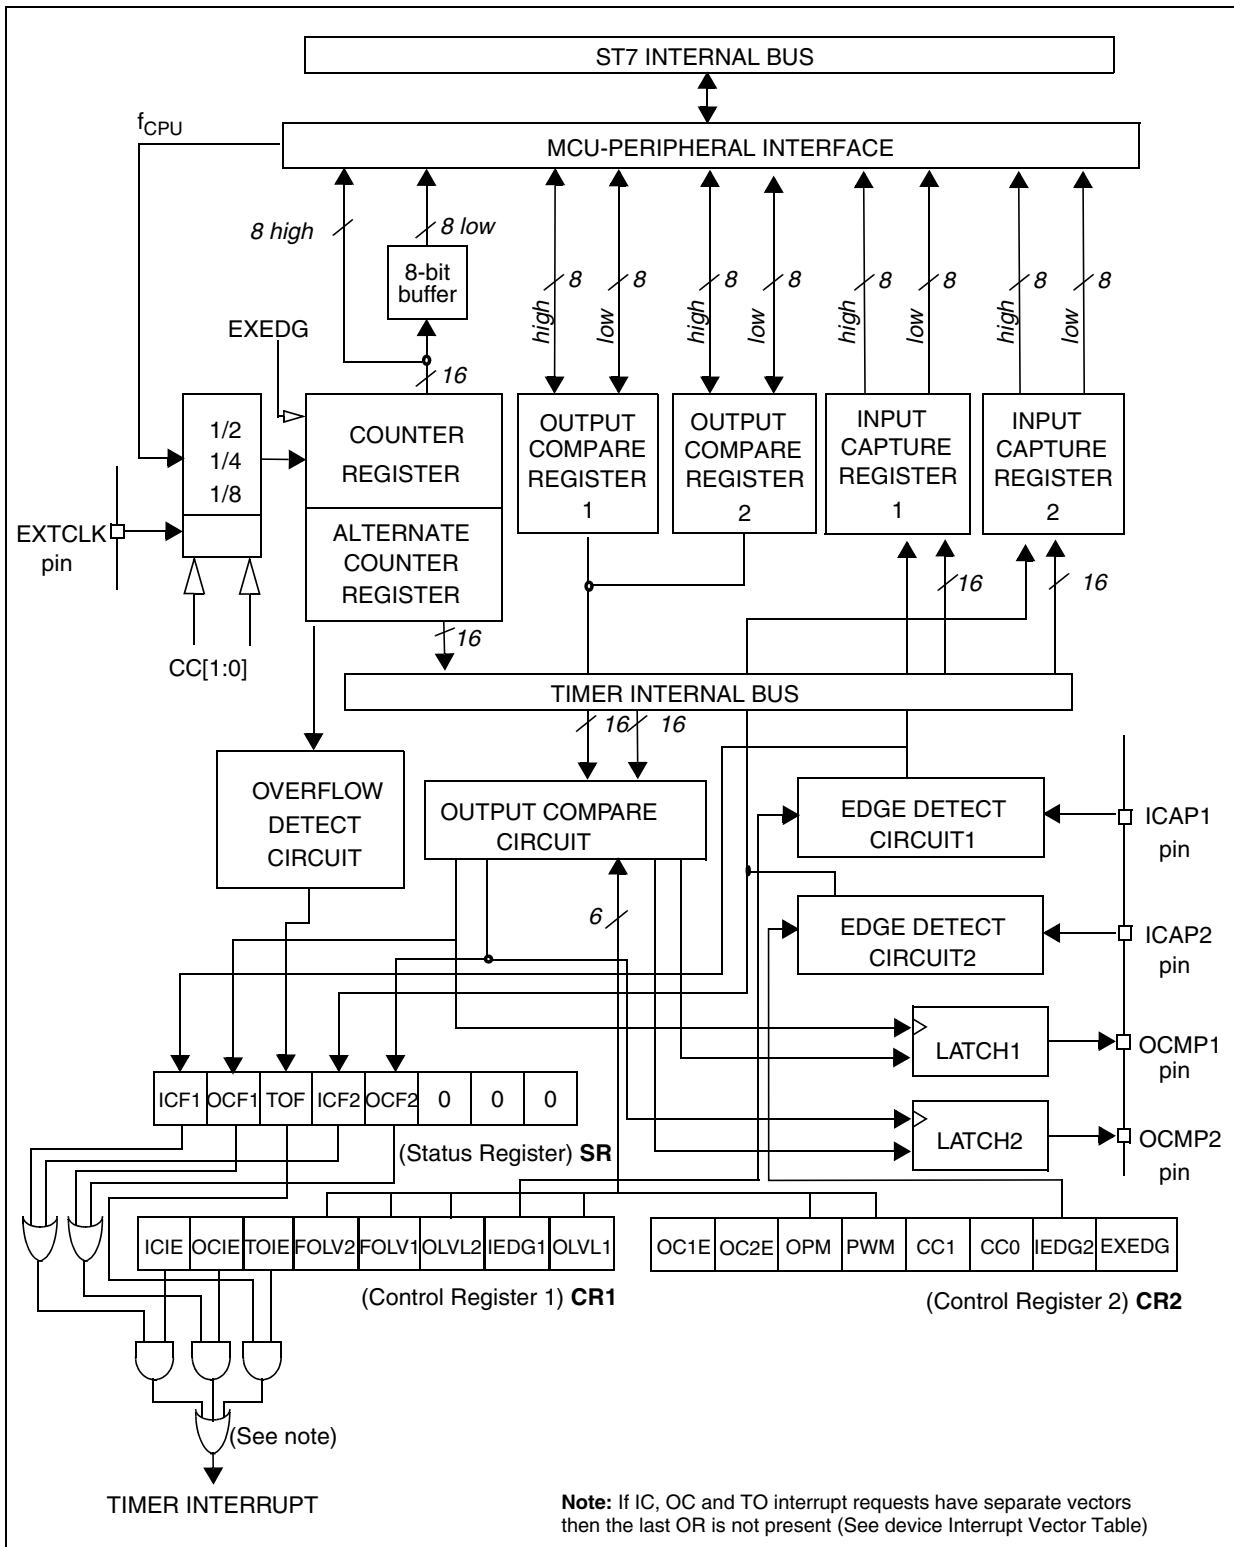 ST7 INTERNAL BUS
fCPU
MCU-PERIPHERAL INTERFACE
8 high
8 low
8-bit
buffer
8
8
8
8
8
8
8
8
high
low
high
low
high
low
high
low
EXEDG
16
1/2
1/4
1/8
COUNTER
REGISTER
ALTERNATE
COUNTER
REGISTER
OUTPUT
COMPARE
REGISTER
1
OUTPUT
COMPARE
REGISTER
2
INPUT
CAPTURE
REGISTER
1
INPUT
CAPTURE
REGISTER
2
EXTCLK
pin
CC[1:0]
16
16
16
TIMER INTERNAL BUS
16
16
OVERFLOW
DETECT
CIRCUIT
OUTPUT COMPARE
CIRCUIT
EDGE DETECT
CIRCUIT1
ICAP1
pin
6
EDGE DETECT
CIRCUIT2
ICAP2
pin
LATCH1
OCMP1
pin
LATCH2
OCMP2
pin
ICF1 OCF1 TOF ICF2 OCF2 0 0 0
(Status Register) SR
ICIE OCIE TOIE FOLV2 FOLV1 OLVL2 IEDG1 OLVL1
(Control Register 1) CR1
OC1E OC2E OPM PWM CC1 CC0 IEDG2 EXEDG
(Control Register 2) CR2
(See note)
TIMER INTERRUPT
Note: If IC, OC and TO interrupt requests have separate vectors
then the last OR is not present (See device Interrupt Vector Table)